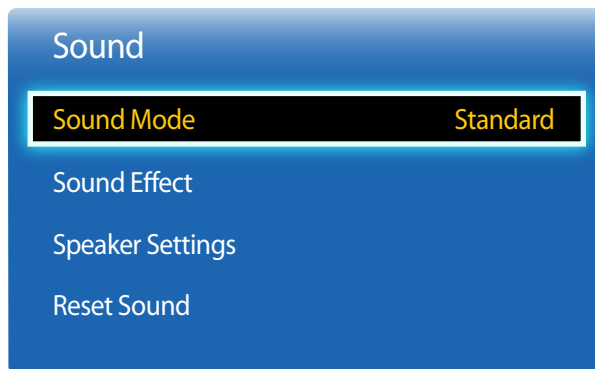 Sound
Sound Mode Standard
Sound Effect
Speaker Settings
Reset Sound